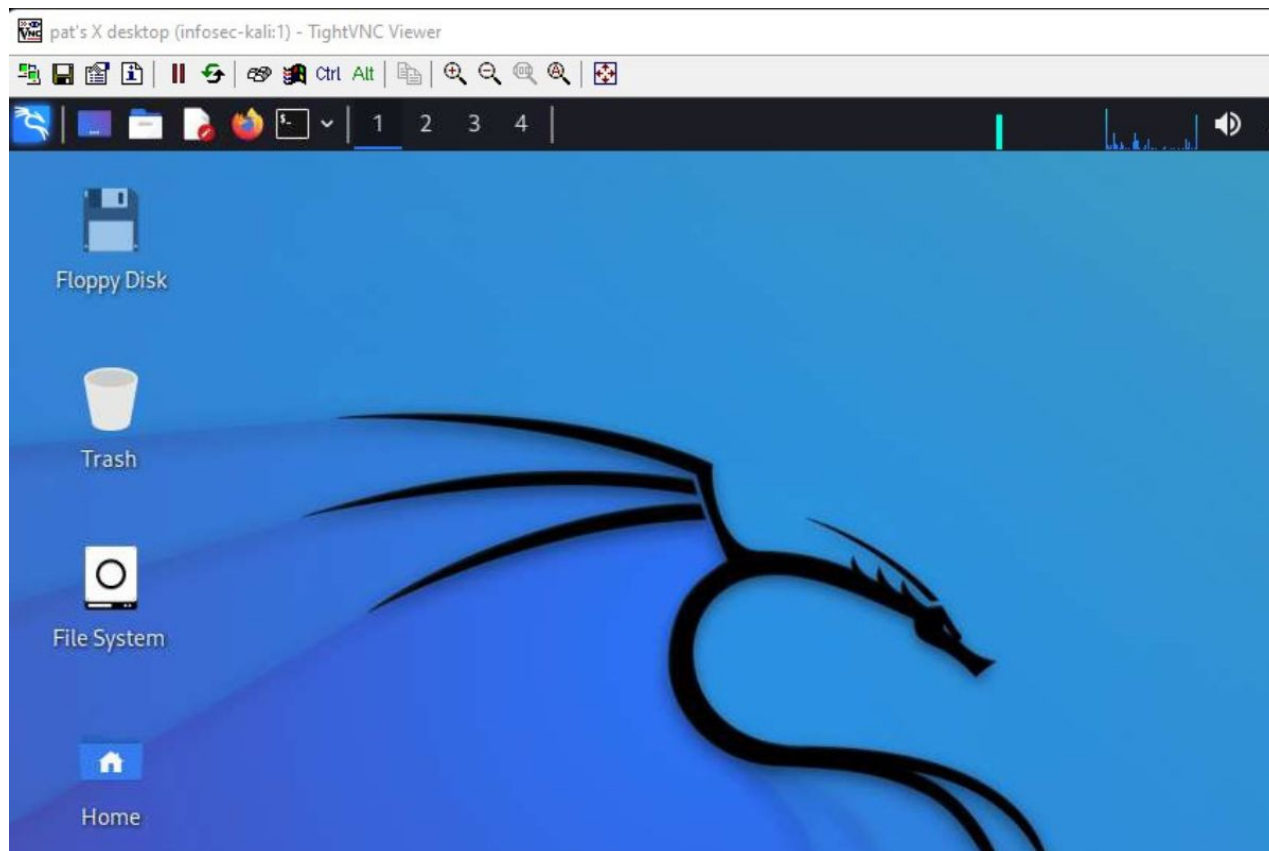 pat's X desktop (infosec-kali:1) - TightVNC Viewer
Ctrl Alt
1 2 3 4
Floppy Disk
Trash
File System
Home